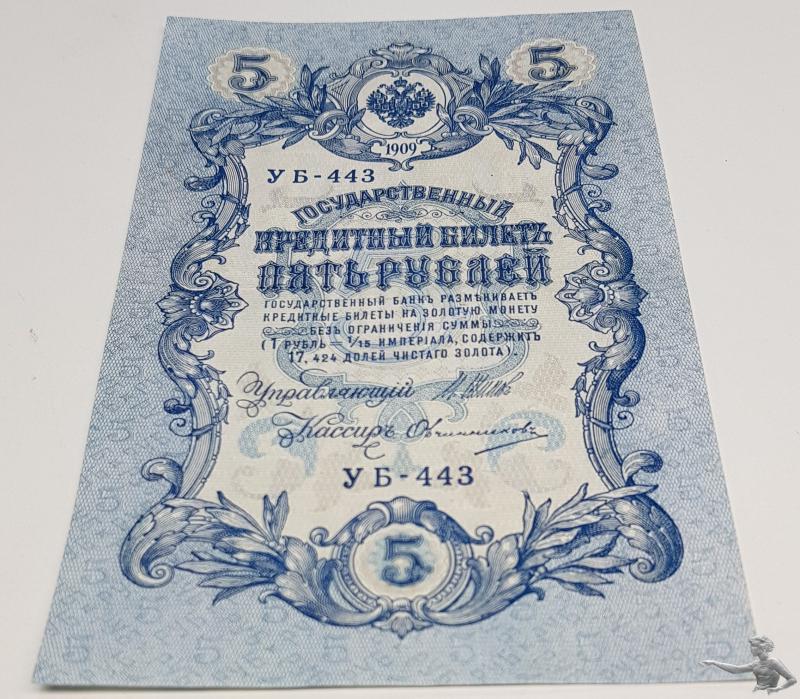 5 5
1909
УБ-443
ГОСУДАРСТВЕННЫЙ
КРЕДИТНЫЙ БИЛЕТЪ
ПЯТЬ РУБЛЕЙ
ГОСУДАРСТВЕННЫЙ БАНКЪ РАЗМѢНИВАЕТЪ
КРЕДИТНЫЕ БИЛЕТЫ НА ЗОЛОТУЮ МОНЕТУ
БЕЗЪ ОГРАНИЧЕНІЯ СУММЫ
(1 РУБЛЬ = 1/15 ИМПЕРІАЛА, СОДЕРЖИТЪ
17,424 ДОЛЕЙ ЧИСТАГО ЗОЛОТА).
Управляющій
Кассиръ Овчинниковъ
УБ-443
5